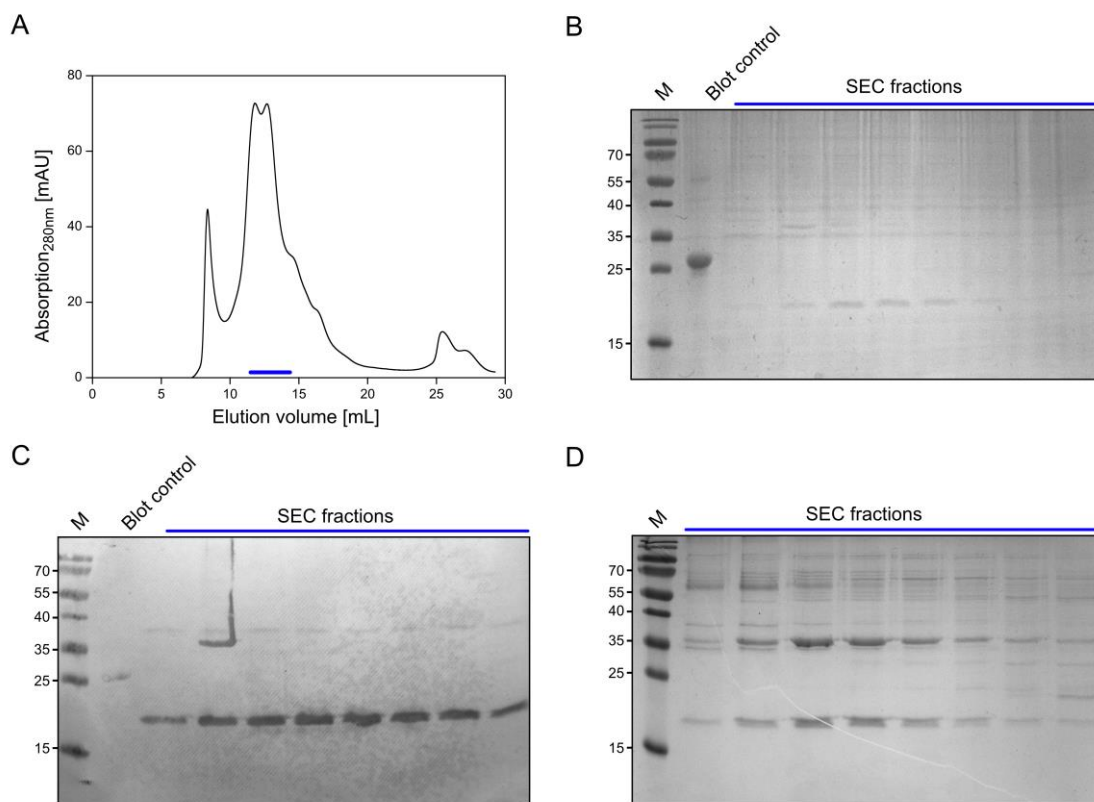 A
80
60
40
20
0
Absorption280nm [mAU]
0 5 10 15 20 25 30
Elution volume [mL]
B
M
Blot control
SEC fractions
70
55
40
35
25
15
C
M
Blot control
SEC fractions
70
55
40
35
25
15
D
M
SEC fractions
70
55
40
35
25
15